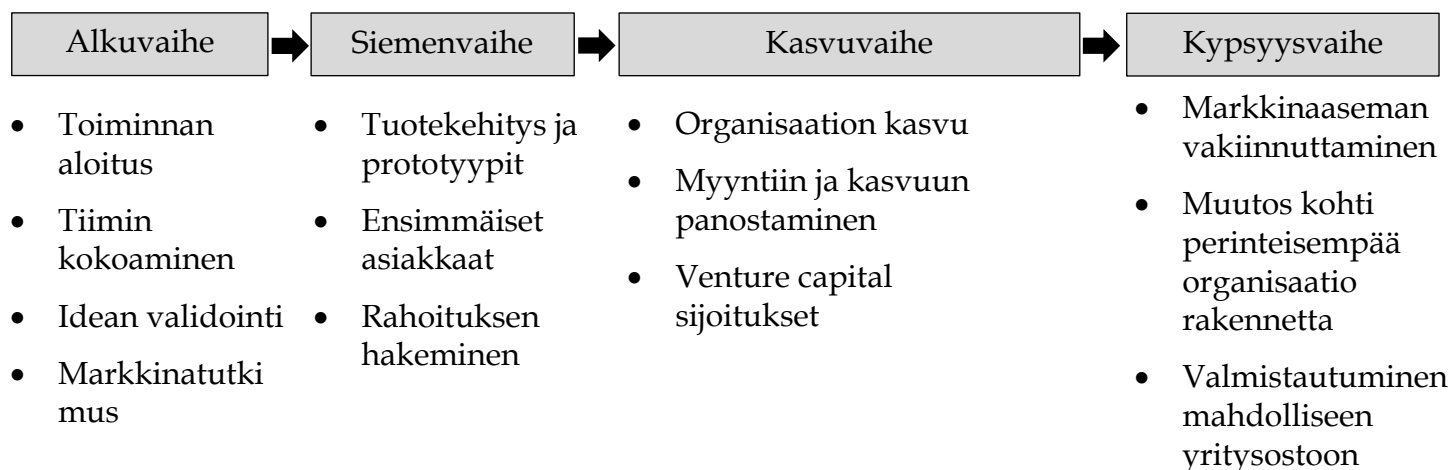 Alkuvaihe
Siemenvaihe
Kasvuvaihe
Kypsyysvaihe
• Toiminnan
aloitus
• Tiimin
kokoaminen
• Idean validointi
• Markkinatutki
mus
• Tuotekehitys ja
prototyypit
• Ensimmäiset
asiakkaat
• Rahoituksen
hakeminen
• Organisaation kasvu
• Myyntiin ja kasvuun
panostaminen
• Venture capital
sijoitukset
• Markkinaaseman
vakiinnuttaminen
• Muutos kohti
perinteisempää
organisaatio
rakennetta
• Valmistautuminen
mahdolliseen
yritysostoon